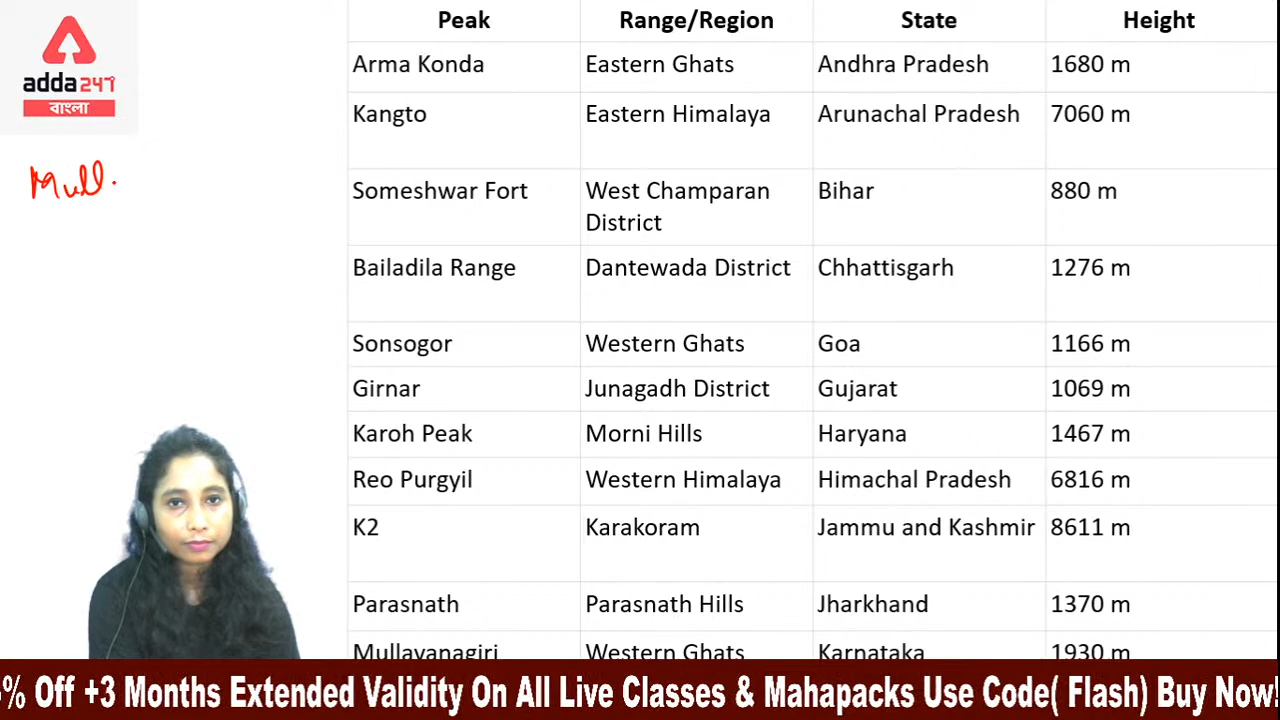 Peak Range/Region State Height
adda247
বাংলা
Arma Konda Eastern Ghats Andhra Pradesh 1680 m
Kangto Eastern Himalaya Arunachal Pradesh 7060 m
Mull.
Someshwar Fort West Champaran District Bihar 880 m
Bailadila Range Dantewada District Chhattisgarh 1276 m
Sonsogor Western Ghats Goa 1166 m
Girnar Junagadh District Gujarat 1069 m
Karoh Peak Morni Hills Haryana 1467 m
Reo Purgyil Western Himalaya Himachal Pradesh 6816 m
K2 Karakoram Jammu and Kashmir 8611 m
Parasnath Parasnath Hills Jharkhand 1370 m
Mullayanagiri Western Ghats Karnataka 1930 m
% Off +3 Months Extended Validity On All Live Classes & Mahapacks Use Code( Flash) Buy Now!